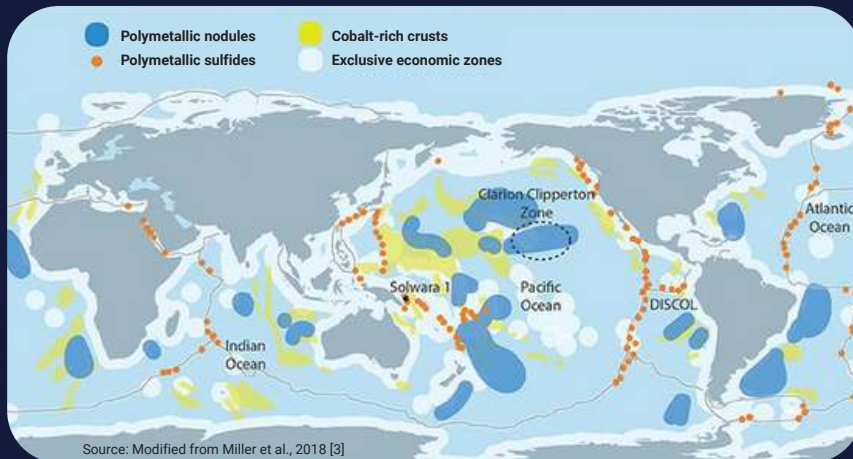 Polymetallic nodules
Cobalt-rich crusts
Polymetallic sulfides
Exclusive economic zones
Clarion Clipperton
Zone
Atlantic
Ocean
Solwara 1
Pacific
Ocean
DISCOL
Indian
Ocean
Source: Modified from Miller et al., 2018 [3]